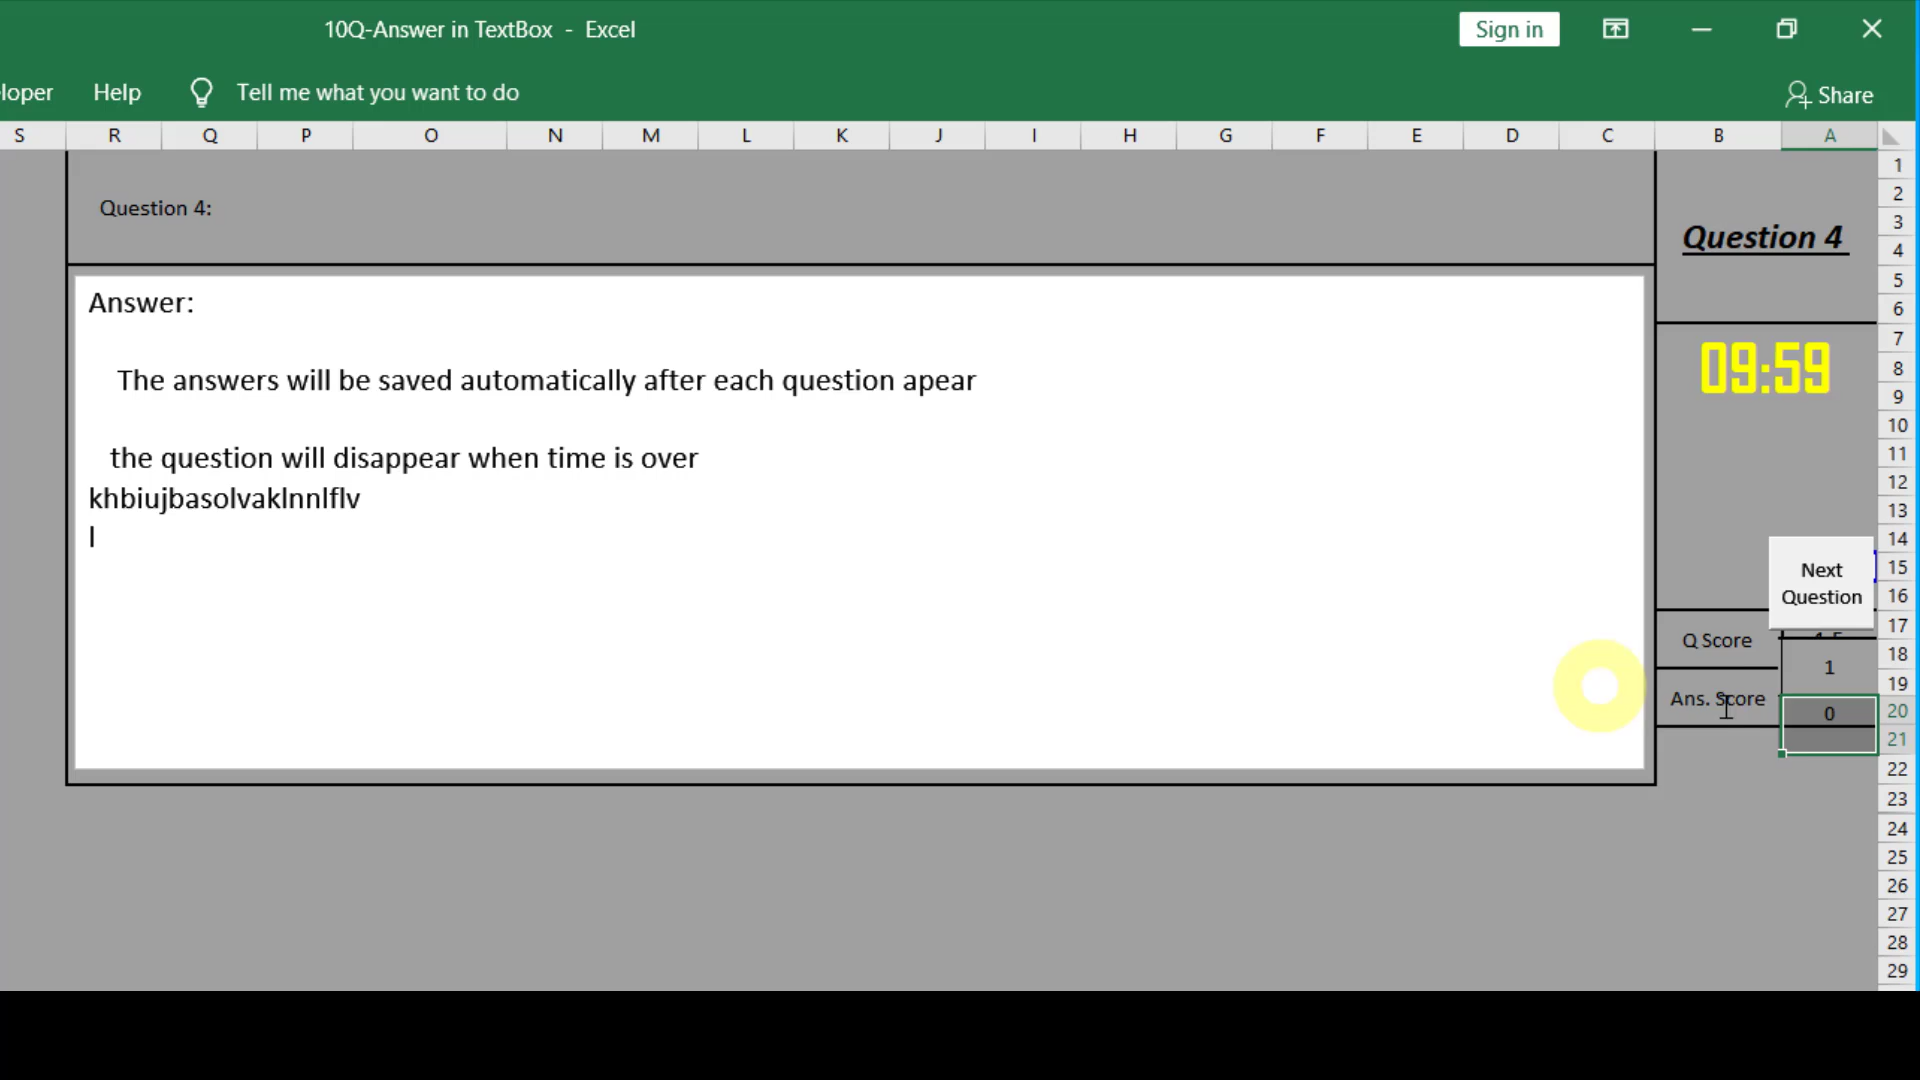 10Q-Answer in TextBox - Excel
Sign in
loper Help Tell me what you want to do
Share
S R Q P O N M L K J I H G F E D C B A
Question 4:
Question 4
Answer:
The answers will be saved automatically after each question apear
the question will disappear when time is over
khbiujbasolvaklnnlflv
09:59
Next
Question
Q Score
1
Ans. Score
0
1
2
3
4
5
6
7
8
9
10
11
12
13
14
15
16
17
18
19
20
21
22
23
24
25
26
27
28
29